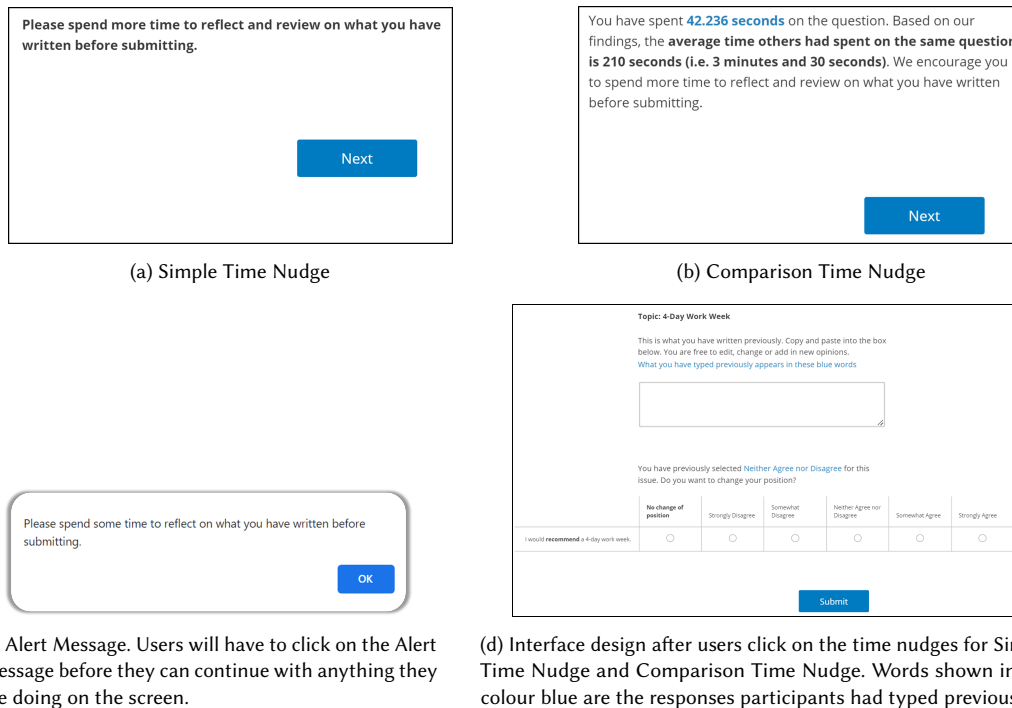 Please spend more time to reflect and review on what you have
written before submitting.
Next
(a) Simple Time Nudge
You have spent 42.236 seconds on the question. Based on our
findings, the average time others had spent on the same question
is 210 seconds (i.e. 3 minutes and 30 seconds). We encourage you
to spend more time to reflect and review on what you have written
before submitting.
Next
(b) Comparison Time Nudge
Please spend some time to reflect on what you have written before
submitting.
OK
Alert Message. Users will have to click on the Alert
essage before they can continue with anything they
e doing on the screen.
Topic: 4-Day Work Week
This is what you have written previously. Copy and paste into the box
below. You are free to edit, change or add in new opinions.
What you have typed previously appears in these blue words
You have previously selected Neither Agree nor Disagree for this
issue. Do you want to change your position?
No change of position Strongly Disagree Somewhat Disagree Neither Agree nor Disagree Somewhat Agree Strongly Agree
I would recommend a 4-day work week.
Submit
(d) Interface design after users click on the time nudges for Si
Time Nudge and Comparison Time Nudge. Words shown in
colour blue are the responses participants had typed previous